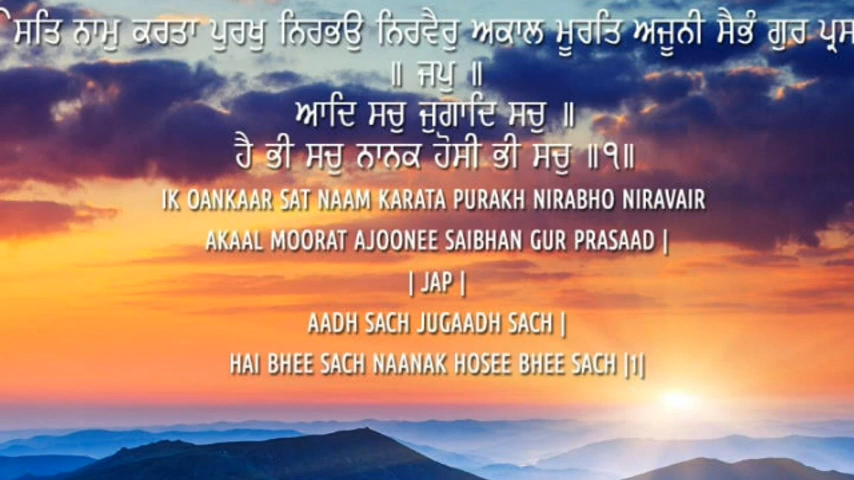 ਸਤਿ ਨਾਮੁ ਕਰਤਾ ਪੁਰਖੁ ਨਿਰਭਉ ਨਿਰਵੈਰੁ ਅਕਾਲ ਮੂਰਤਿ ਅਜੂਨੀ ਸੈਭੰ ਗੁਰ
॥ ਜਪੁ ॥
ਆਦਿ ਸਚੁ ਜੁਗਾਦਿ ਸਚੁ ॥
ਹੈ ਭੀ ਸਚੁ ਨਾਨਕ ਹੋਸੀ ਭੀ ਸਚੁ ॥੧॥
IK OANKAAR SAT NAAM KARATA PURAKH NIRABHO NIRAVAIR
AKAAL MOORAT AJOONEE SAIBHAN GUR PRASAAD |
| JAP |
AADH SACH JUGAADH SACH |
HAI BHEE SACH NAANAK HOSEE BHEE SACH |1|